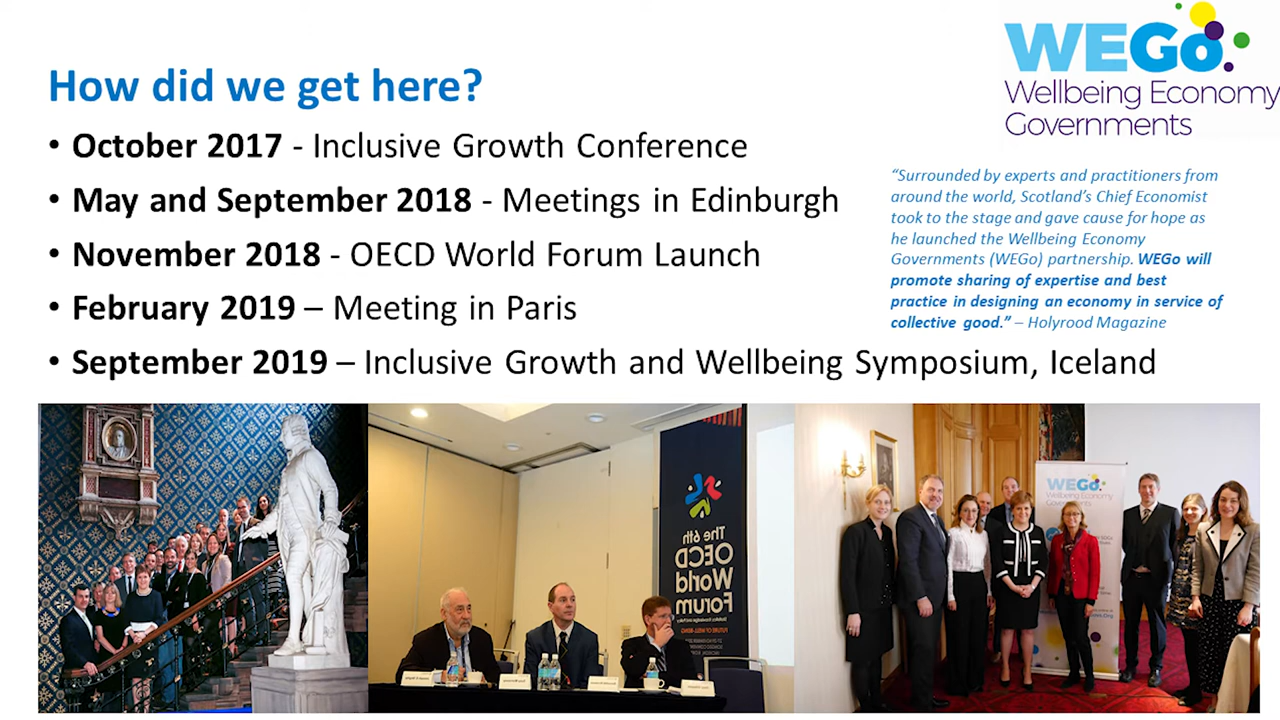 WEGo
Wellbeing Economy
Governments
How did we get here?
• October 2017 - Inclusive Growth Conference
• May and September 2018 - Meetings in Edinburgh
• November 2018 - OECD World Forum Launch
• February 2019 – Meeting in Paris
• September 2019 – Inclusive Growth and Wellbeing Symposium, Iceland
“Surrounded by experts and practitioners from
around the world, Scotland’s Chief Economist
took to the stage and gave cause for hope as
he launched the Wellbeing Economy
Governments (WEGo) partnership. WEGo will
promote sharing of expertise and best
practice in designing an economy in service of
collective good.” – Holyrood Magazine
The 6th
OECD
World
Forum
WEGo
Wellbeing Economy
Governments